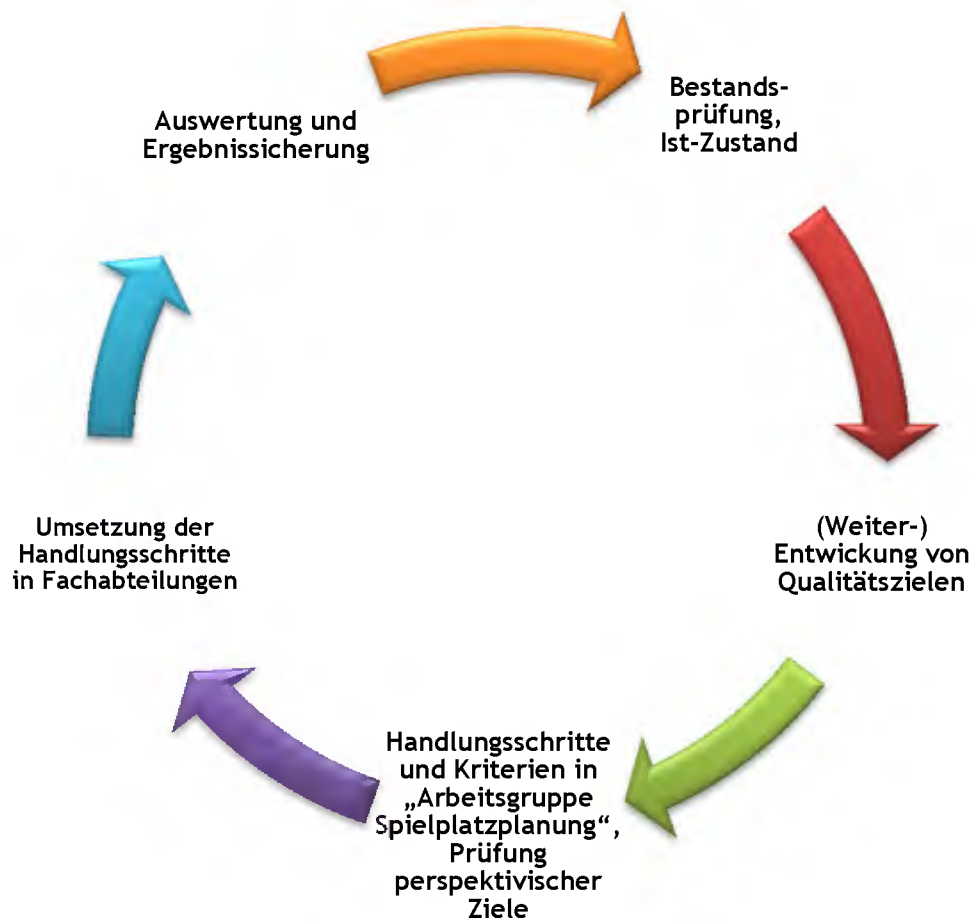 Bestands-
prüfung,
Ist-Zustand
(Weiter-)
Entwickung von
Qualitätszielen
Handlungsschritte
und Kriterien in
„Arbeitsgruppe
Spielplatzplanung“,
Prüfung
perspektivischer
Ziele
Umsetzung der
Handlungsschritte
in Fachabteilungen
Auswertung und
Ergebnissicherung